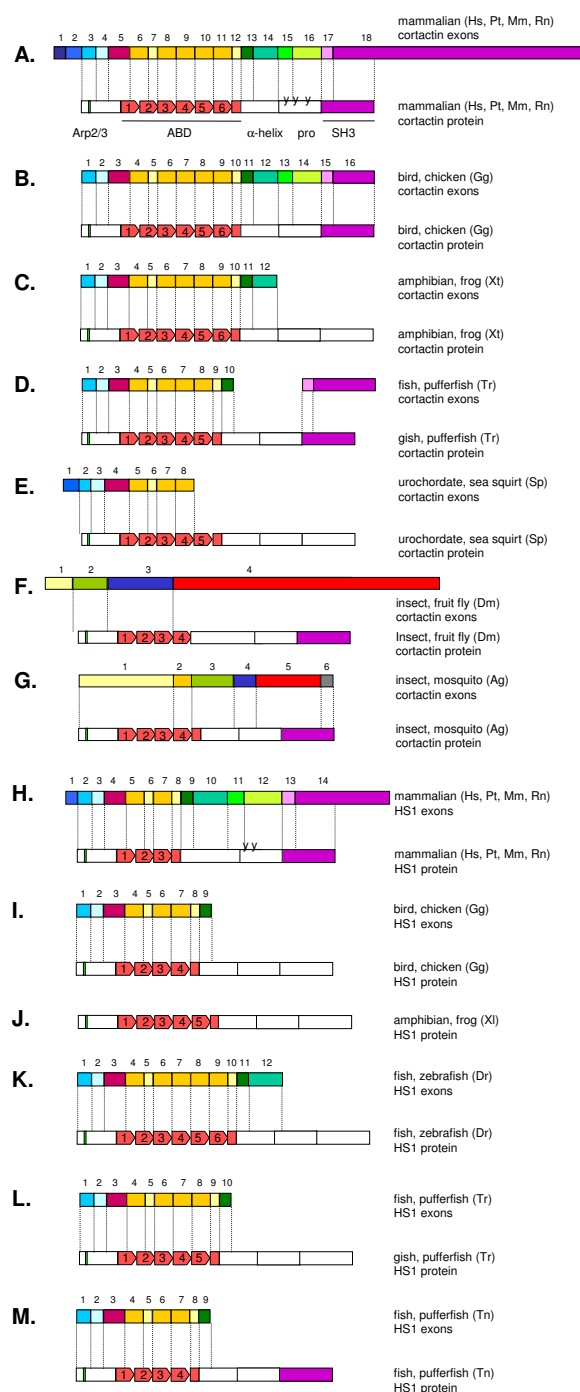 mammalian (Hs, Pt, Mm, Rn)
cortactin exons
1 2 3 4 5 6 7 8 9 10 11 12 13 14 15 16 17 18
A.
y y y
1 2 3 4 5 6
mammalian (Hs, Pt, Mm, Rn)
cortactin protein
Arp2/3 ABD α-helix pro SH3
1 2 3 4 5 6 7 8 9 10 11 12 13 14 15 16
B.
bird, chicken (Gg)
cortactin exons
1 2 3 4 5 6
bird, chicken (Gg)
cortactin protein
1 2 3 4 5 6 7 8 9 10 11 12
C.
amphibian, frog (Xt)
cortactin exons
1 2 3 4 5 6
amphibian, frog (Xt)
cortactin protein
1 2 3 4 5 6 7 8 9 10
D.
fish, pufferfish (Tr)
cortactin exons
1 2 3 4 5
gish, pufferfish (Tr)
cortactin protein
1 2 3 4 5 6 7 8
E.
urochordate, sea squirt (Sp)
cortactin exons
1 2 3 4 5
urochordate, sea squirt (Sp)
cortactin protein
1 2 3 4
F.
insect, fruit fly (Dm)
cortactin exons
1 2 3 4
Insect, fruit fly (Dm)
cortactin protein
1 2 3 4 5 6
G.
insect, mosquito (Ag)
cortactin exons
1 2 3 4
insect, mosquito (Ag)
cortactin protein
1 2 3 4 5 6 7 8 9 10 11 12 13 14
H.
mammalian (Hs, Pt, Mm, Rn)
HS1 exons
y y
1 2 3
mammalian (Hs, Pt, Mm, Rn)
HS1 protein
1 2 3 4 5 6 7 8 9
I.
bird, chicken (Gg)
HS1 exons
1 2 3 4
bird, chicken (Gg)
HS1 protein
J.
1 2 3 4 5
amphibian, frog (Xl)
HS1 protein
1 2 3 4 5 6 7 8 9 10 11 12
K.
fish, zebrafish (Dr)
HS1 exons
1 2 3 4 5 6
fish, zebrafish (Dr)
HS1 protein
1 2 3 4 5 6 7 8 9 10
L.
fish, pufferfish (Tr)
HS1 exons
1 2 3 4 5
gish, pufferfish (Tr)
HS1 protein
1 2 3 4 5 6 7 8 9
M.
fish, pufferfish (Tn)
HS1 exons
1 2 3 4
fish, pufferfish (Tn)
HS1 protein